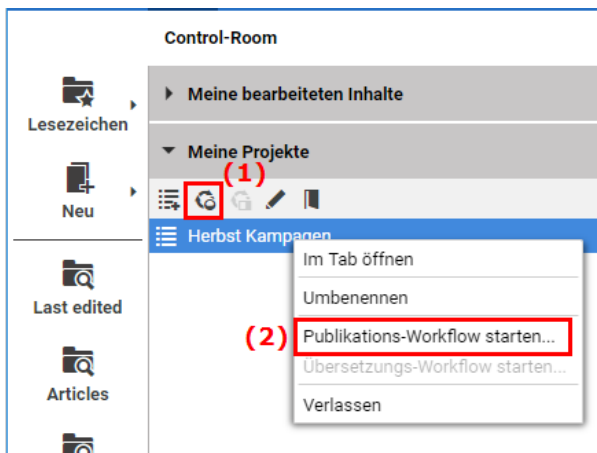 Control-Room
Lesezeichen
Meine bearbeiteten Inhalte
Meine Projekte
(1)
Neu
Herbst Kampagen
Im Tab öffnen
Umbenennen
(2)
Publikations-Workflow starten...
Übersetzungs-Workflow starten...
Verlassen
Last edited
Articles